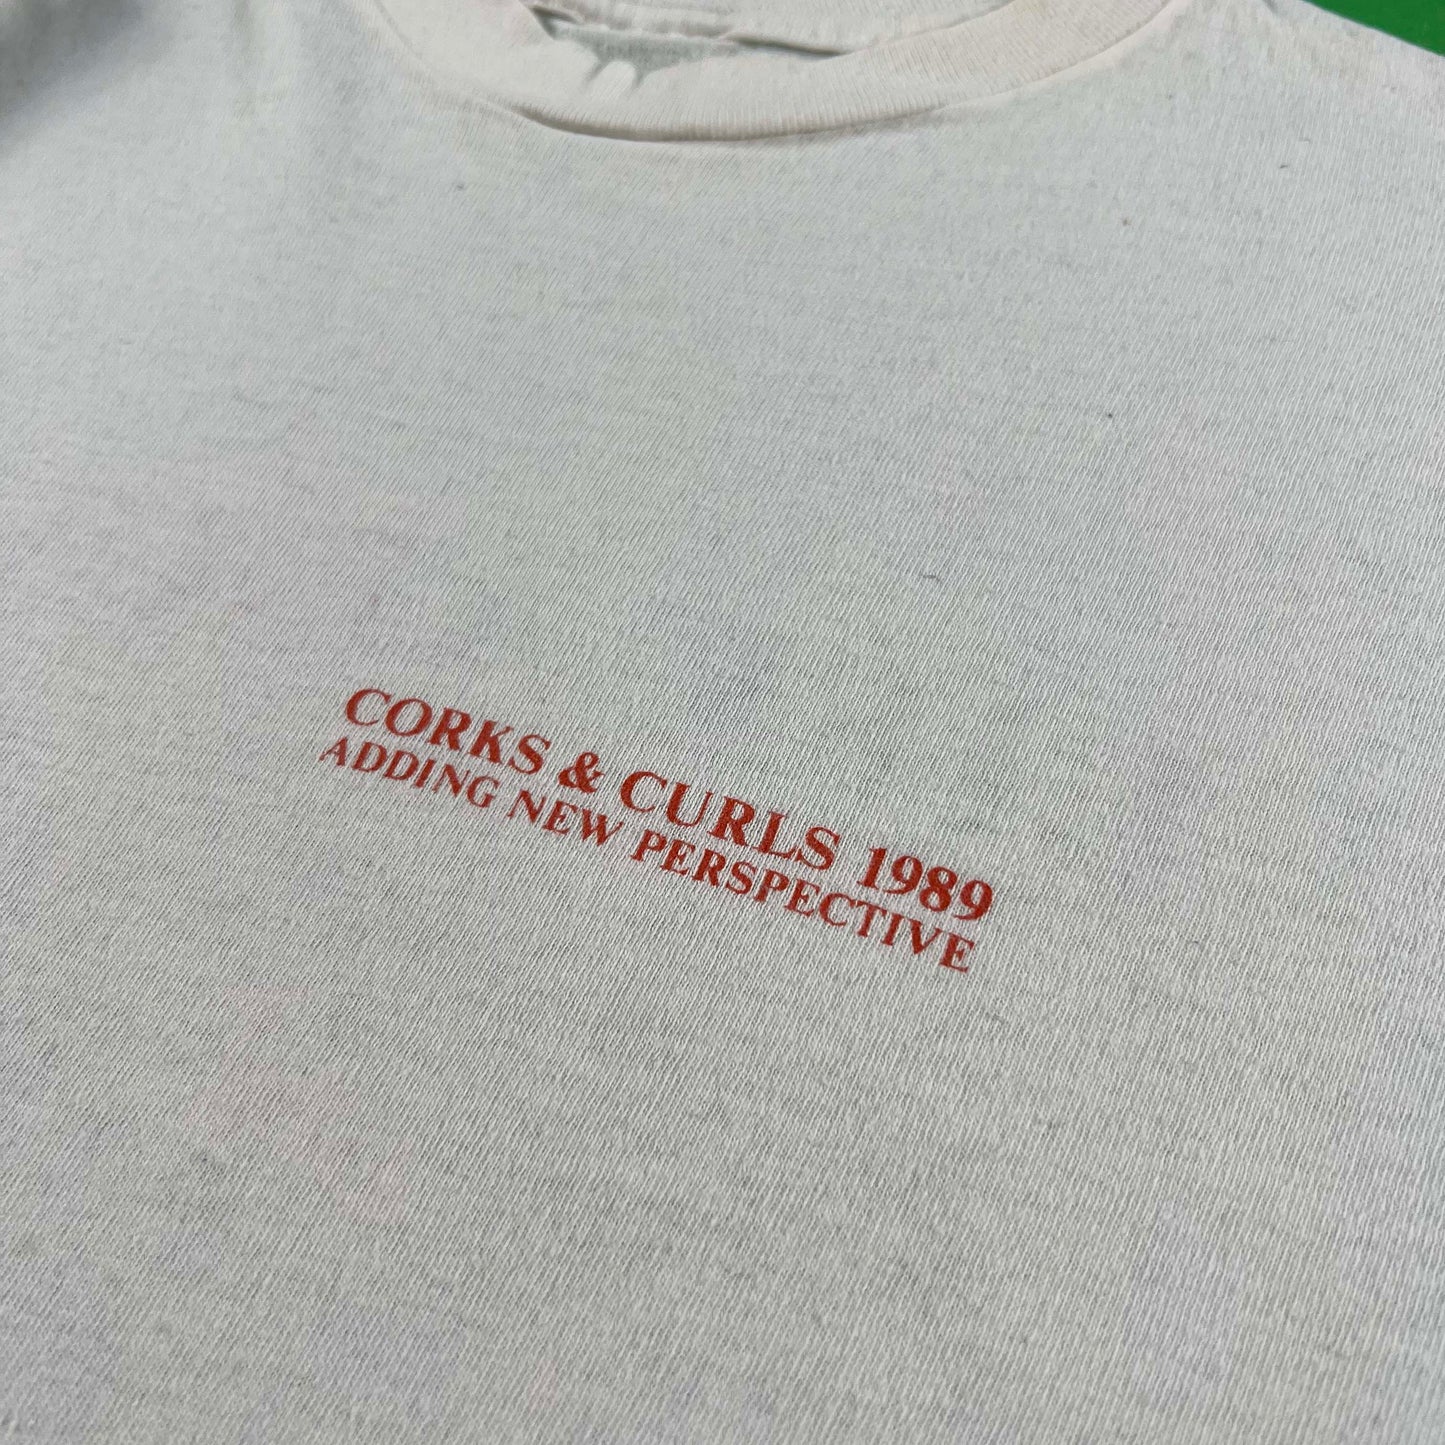 CORKS & CURLS 1989
ADDING NEW PERSPECTIVE